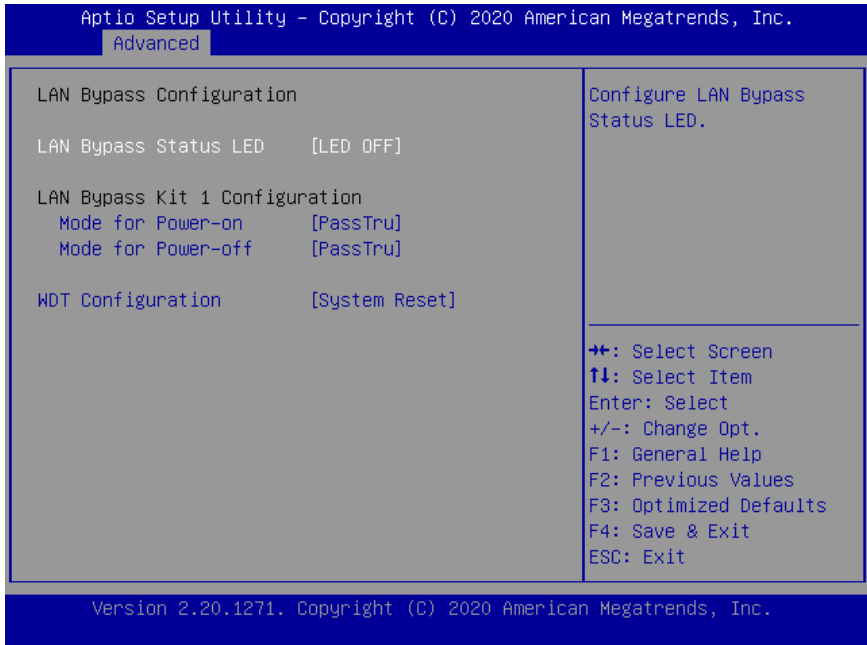 Aptio Setup Utility – Copyright (C) 2020 American Megatrends, Inc.
Advanced
LAN Bypass Configuration
LAN Bypass Status LED [LED OFF]
LAN Bypass Kit 1 Configuration
Mode for Power-on [PassTru]
Mode for Power-off [PassTru]
WDT Configuration [System Reset]
Configure LAN Bypass
Status LED.
→←: Select Screen
↑↓: Select Item
Enter: Select
+/-: Change Opt.
F1: General Help
F2: Previous Values
F3: Optimized Defaults
F4: Save & Exit
ESC: Exit
Version 2.20.1271. Copyright (C) 2020 American Megatrends, Inc.